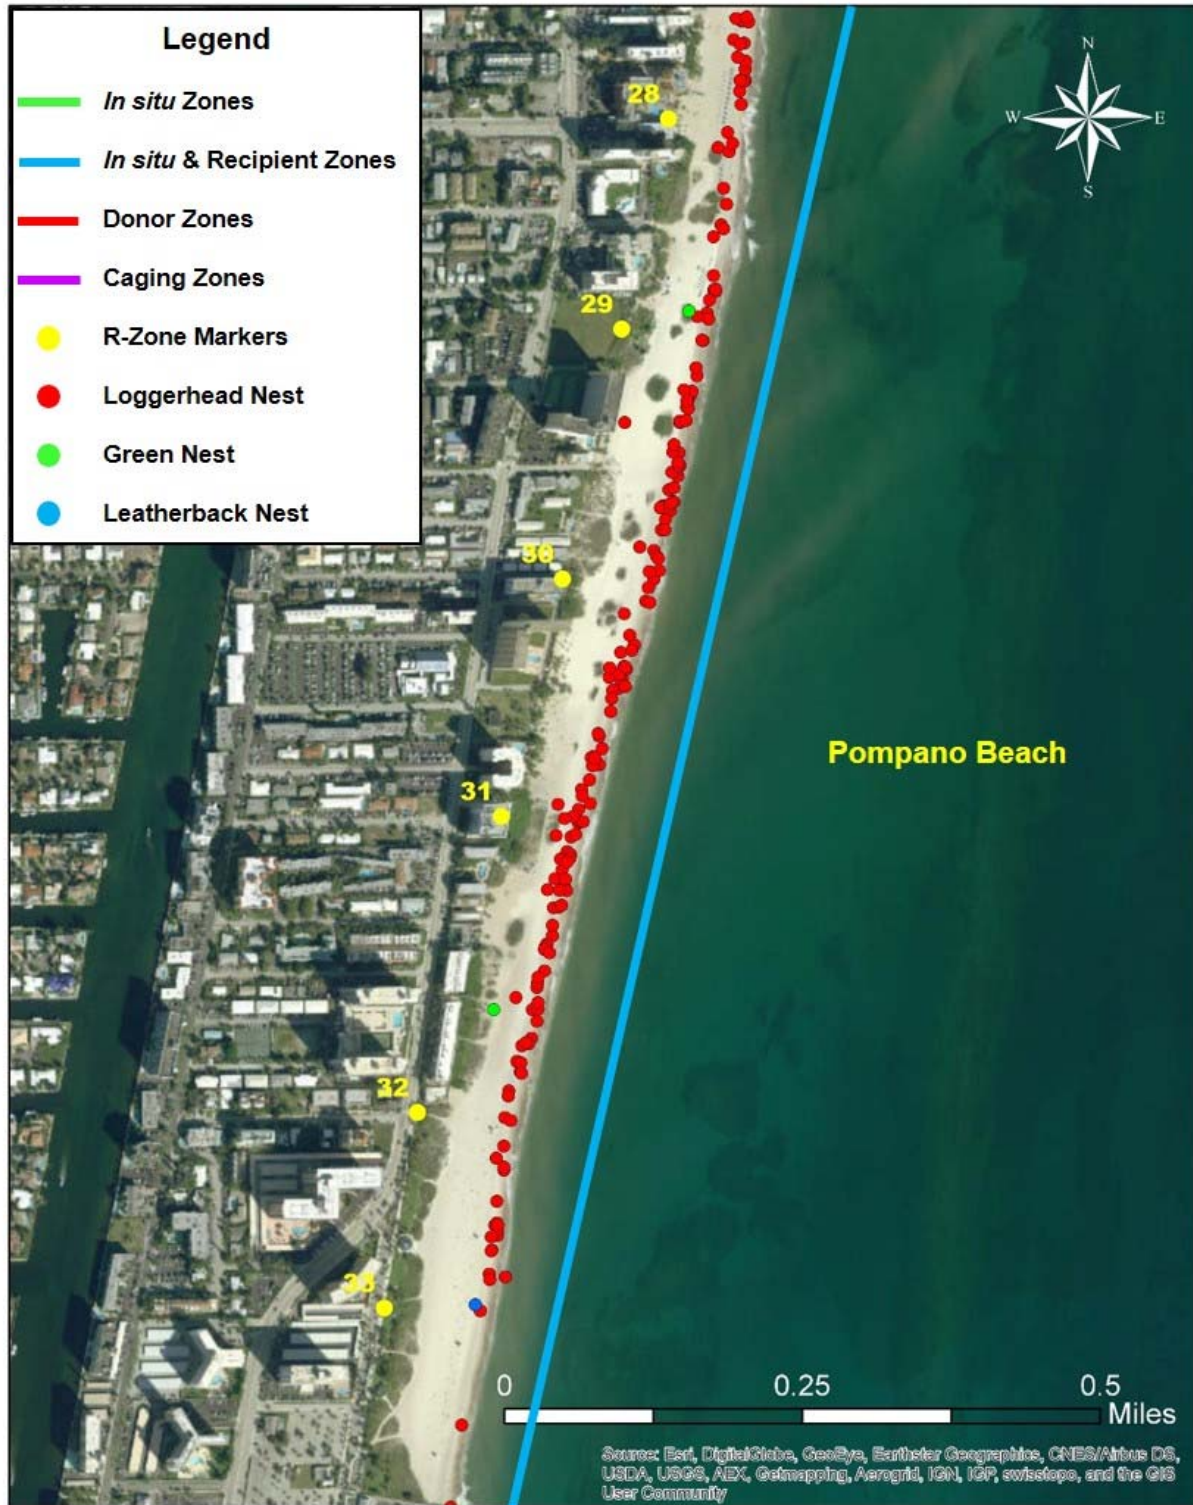 Legend
In situ Zones
In situ & Recipient Zones
Donor Zones
Caging Zones
R-Zone Markers
Loggerhead Nest
Green Nest
Leatherback Nest
N
W E
S
28
29
30
31
32
33
Pompano Beach
0 0.25 0.5
Miles
Source: Esri, DigitalGlobe, GeoEye, Earthstar Geographics, CNES/Airbus DS,
USDA, USGS, AEX, Getmapping, Aerogrid, IGN, IGP, swisstopo, and the GIS
User Community